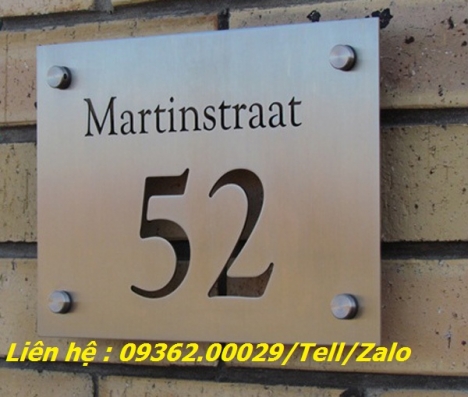 Martinstraat
52
Liên hệ : 09362.00029/Tell/Zalo